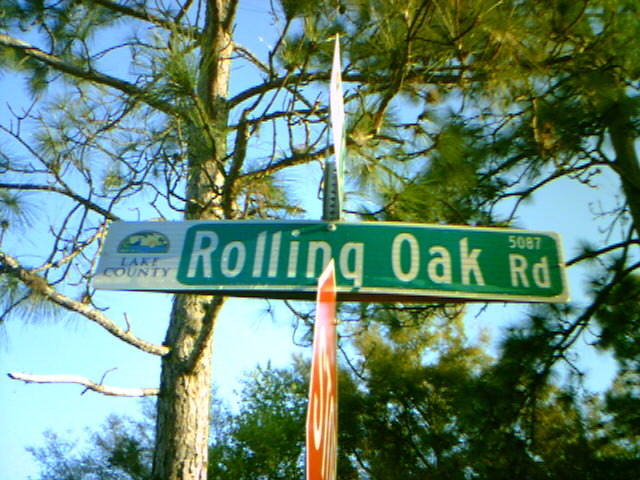 LAKE
COUNTY
Rolling Oak Rd
5087